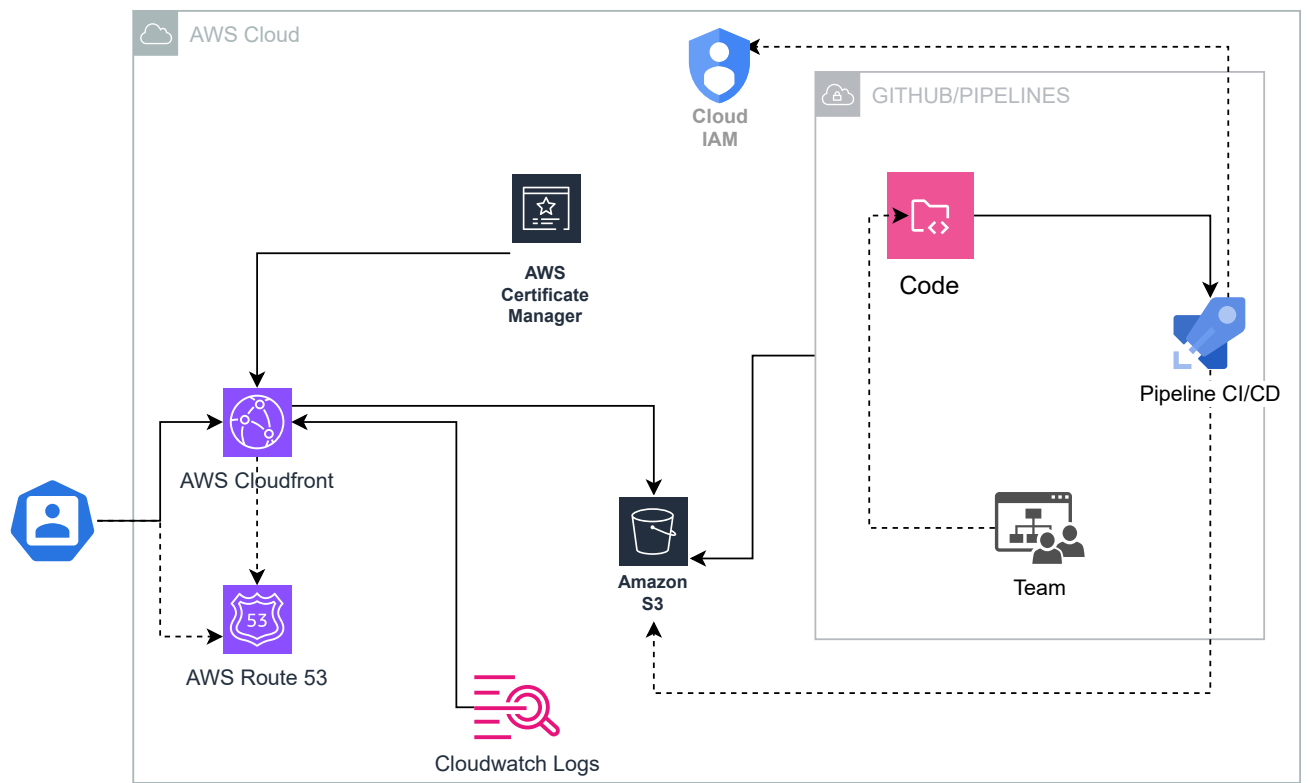 AWS Cloud
Cloud
IAM
GITHUB/PIPELINES
AWS
Certificate
Manager
Code
Pipeline CI/CD
AWS Cloudfront
Amazon
S3
Team
53
AWS Route 53
Cloudwatch Logs